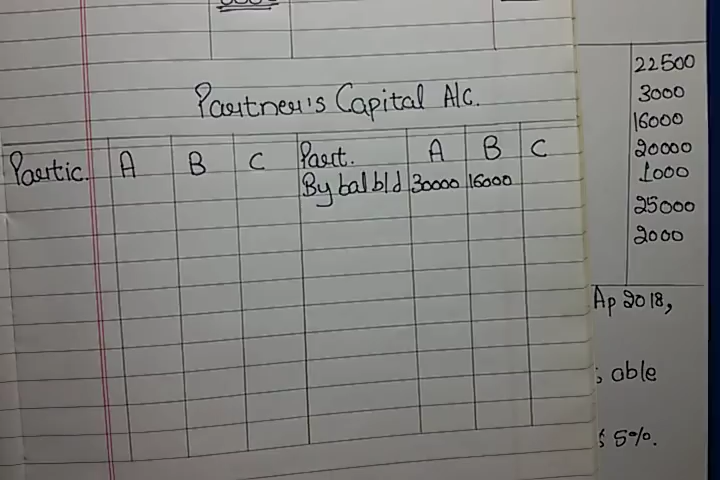 Partner's Capital A/c.
Partic. A B C Part. A B C
By bal b/d 30000 16000
22500
3000
16000
20000
1000
25000
2000
Ap 2018,
able
5%.